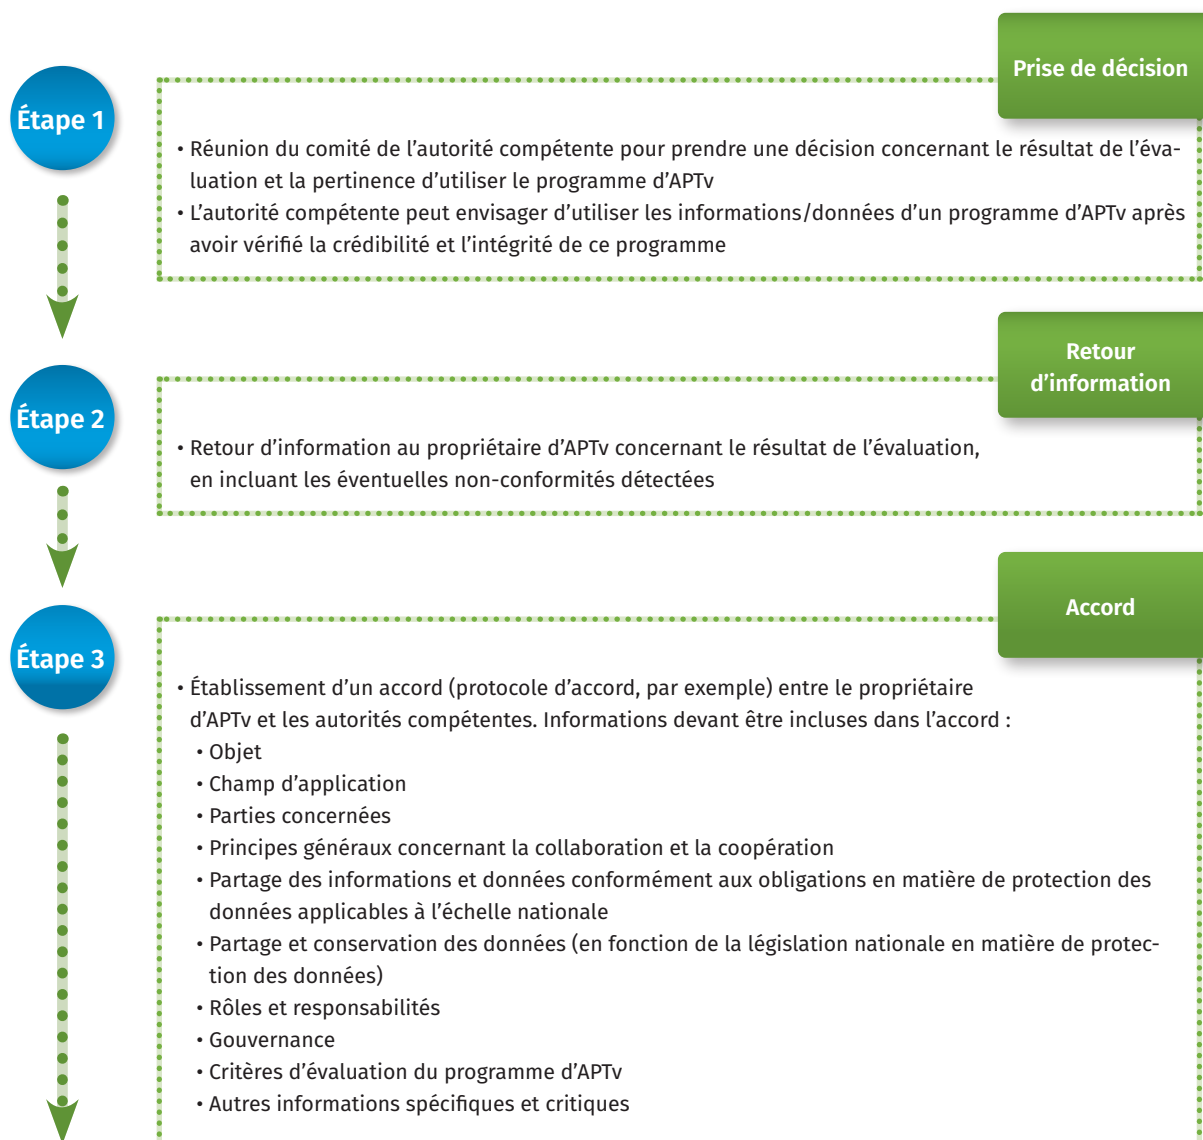 Prise de décision
Étape 1
• Réunion du comité de l’autorité compétente pour prendre une décision concernant le résultat de l’éva-
luation et la pertinence d’utiliser le programme d’APTv
• L’autorité compétente peut envisager d’utiliser les informations/données d’un programme d’APTv après
avoir vérifié la crédibilité et l’intégrité de ce programme
Retour
d’information
Étape 2
• Retour d’information au propriétaire d’APTv concernant le résultat de l’évaluation,
en incluant les éventuelles non-conformités détectées
Accord
Étape 3
• Établissement d’un accord (protocole d’accord, par exemple) entre le propriétaire
d’APTv et les autorités compétentes. Informations devant être incluses dans l’accord :
• Objet
• Champ d’application
• Parties concernées
• Principes généraux concernant la collaboration et la coopération
• Partage des informations et données conformément aux obligations en matière de protection des
données applicables à l’échelle nationale
• Partage et conservation des données (en fonction de la législation nationale en matière de protec-
tion des données)
• Rôles et responsabilités
• Gouvernance
• Critères d’évaluation du programme d’APTv
• Autres informations spécifiques et critiques